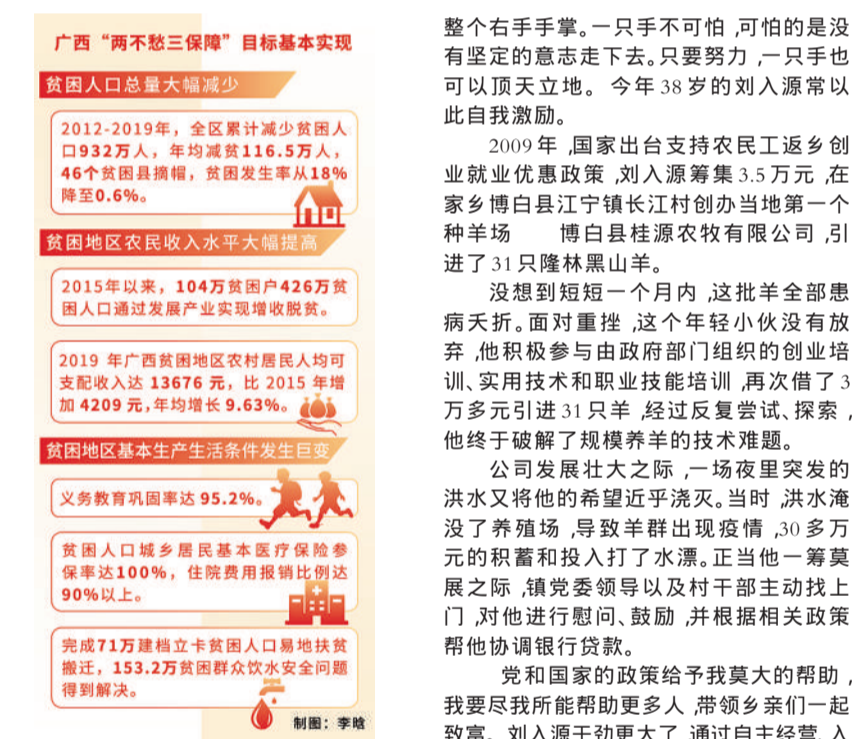 广西“两不愁三保障”目标基本实现
贫困人口总量大幅减少
2012-2019年，全区累计减少贫困人
口932万人，年均减贫116.5万人，
46个贫困县摘帽，贫困发生率从18%
降至0.6%。
贫困地区农民收入水平大幅提高
2015年以来，104万贫困户426万贫
困人口通过发展产业实现增收脱贫。
2019 年广西贫困地区农村居民人均可
支配收入达 13676 元，比 2015 年增
加 4209 元，年均增长 9.63%。
贫困地区基本生产生活条件发生巨变
义务教育巩固率达 95.2%。
贫困人口城乡居民基本医疗保险参
保率达100%，住院费用报销比例达
90%以上。
完成71万建档立卡贫困人口易地扶贫
搬迁，153.2万贫困群众饮水安全问题
得到解决。
制图：李晗
整个右手手掌。一只手不可怕 ,可怕的是没
有坚定的意志走下去。只要努力 ,一只手也
可以顶天立地。 今年 38 岁的刘入源常以
此自我激励。
2009 年 ,国家出台支持农民工返乡创
业就业优惠政策 ,刘入源筹集 3.5 万元 ,在
家乡博白县江宁镇长江村创办当地第一个
种羊场　　博白县桂源农牧有限公司 ,引
进了 31 只隆林黑山羊。
没想到短短一个月内 ,这批羊全部患
病夭折。面对重挫 ,这个年轻小伙没有放
弃 ,他积极参与由政府部门组织的创业培
训、实用技术和职业技能培训 ,再次借了 3
万多元引进 31 只羊 ,经过反复尝试、探索 ,
他终于破解了规模养羊的技术难题。
公司发展壮大之际 ,一场夜里突发的
洪水又将他的希望近乎浇灭。当时 ,洪水淹
没了养殖场 ,导致羊群出现疫情 ,30 多万
元的积蓄和投入打了水漂。正当他一筹莫
展之际 ,镇党委领导以及村干部主动找上
门 ,对他进行慰问、鼓励 ,并根据相关政策
帮他协调银行贷款。
党和国家的政策给予我莫大的帮助 ,
我要尽我所能帮助更多人 ,带领乡亲们一起
致富。 刘入源干劲更大了 通过自主经营 入